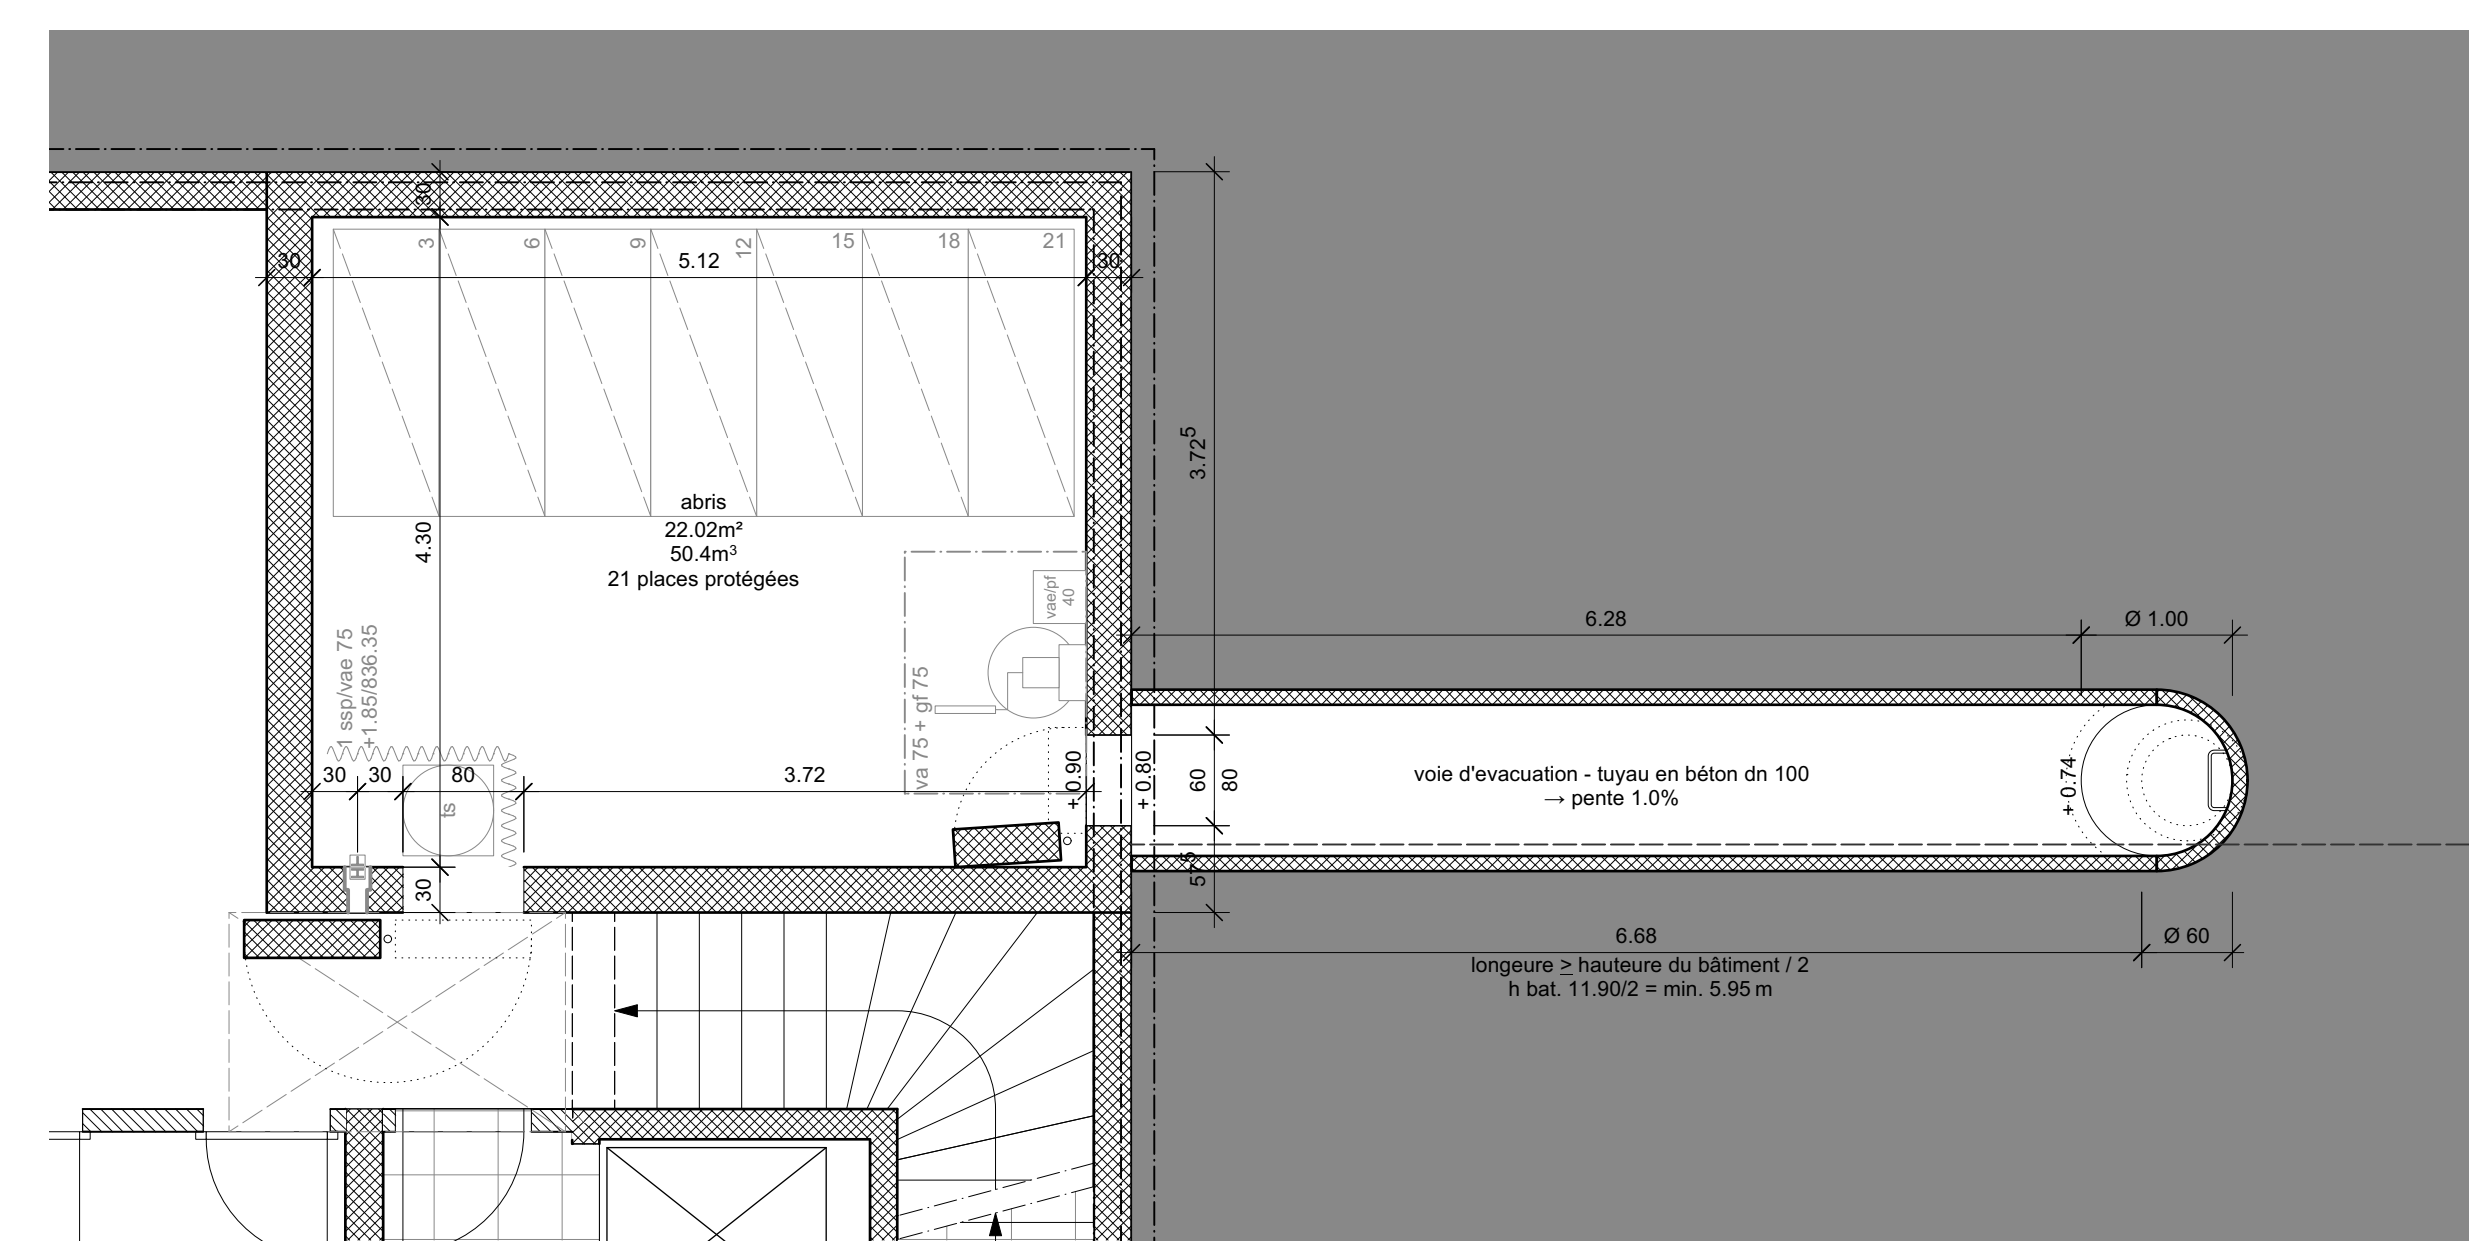 30
3
6
9
12
15
18
21
30
5.12
30
3.72⁵
abris
22.02m²
50.4m³
21 places protégées
4.30
vae/pf
40
1 ssp/vae 75
+1.85/836.35
va 75 + gf 75
6.28
Ø 1.00
30
30
80
3.72
ts
+ 0.90
+ 0.80
60
80
voie d'evacuation - tuyau en béton dn 100
→ pente 1.0%
+ 0.74
57⁵
30
6.68
Ø 60
longeure ≥ hauteure du bâtiment / 2
h bat. 11.90/2 = min. 5.95 m